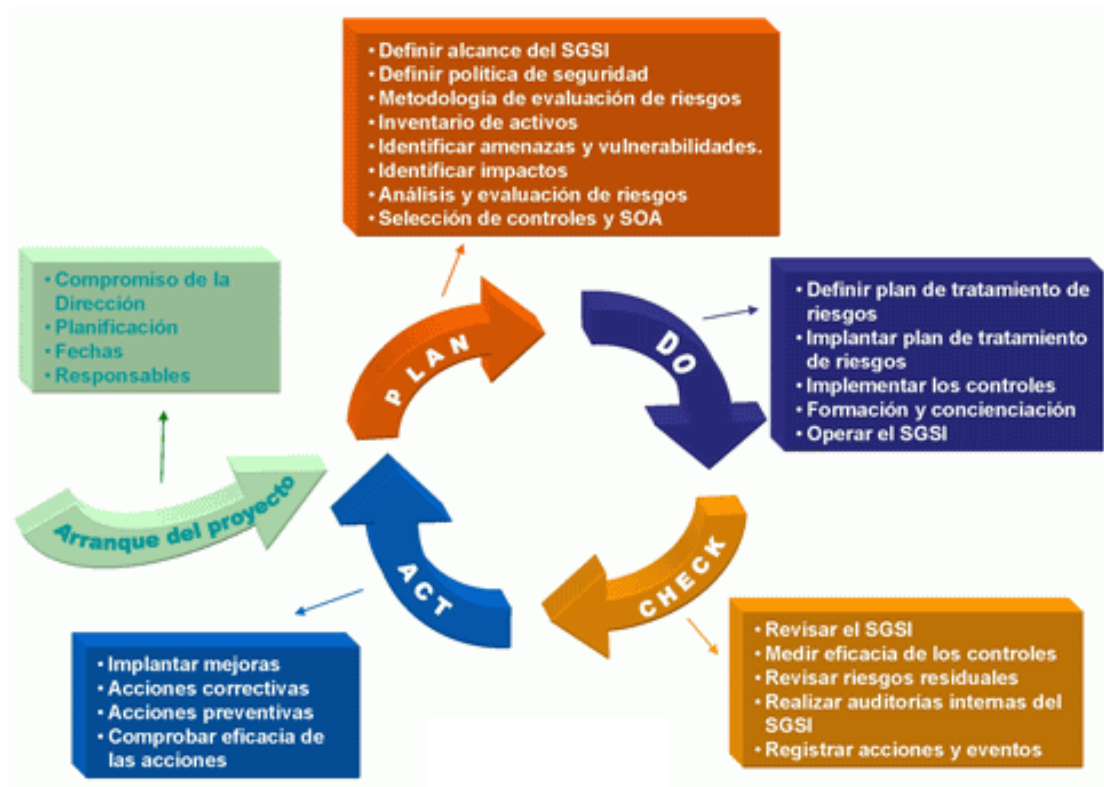 • Definir alcance del SGSI
• Definir política de seguridad
• Metodología de evaluación de riesgos
• Inventario de activos
• Identificar amenazas y vulnerabilidades.
• Identificar impactos
• Análisis y evaluación de riesgos
• Selección de controles y SOA
• Compromiso de la
Dirección
• Planificación
• Fechas
• Responsables
Arranque del proyecto
PLAN
DO
• Definir plan de tratamiento de
riesgos
• Implantar plan de tratamiento
de riesgos
• Implementar los controles
• Formación y concienciación
• Operar el SGSI
CHECK
• Revisar el SGSI
• Medir eficacia de los controles
• Revisar riesgos residuales
• Realizar auditorías internas del
SGSI
• Registrar acciones y eventos
ACT
• Implantar mejoras
• Acciones correctivas
• Acciones preventivas
• Comprobar eficacia de
las acciones